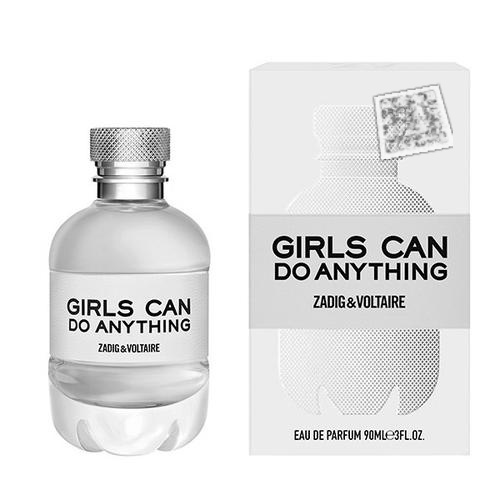 GIRLS CAN
DO ANYTHING
ZADIG&VOLTAIRE
GIRLS CAN
DO ANYTHING
ZADIG&VOLTAIRE
EAU DE PARFUM 90ML℮3FL.OZ.